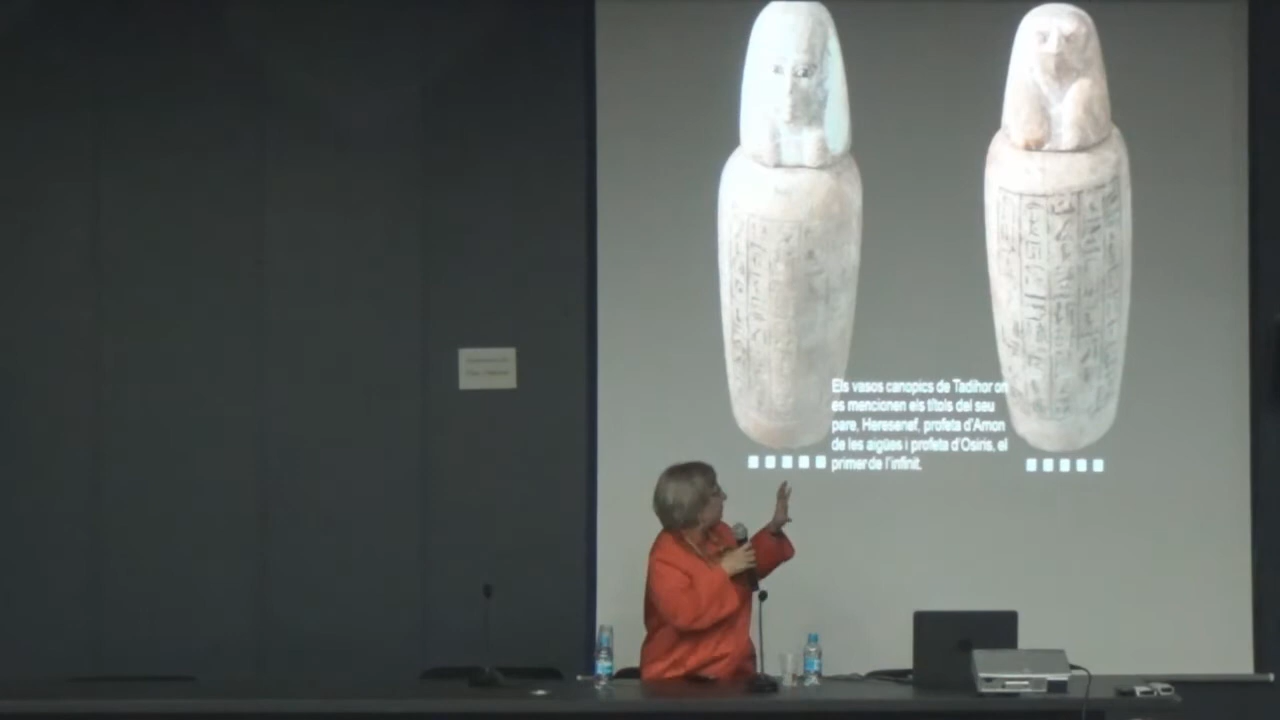 Els vasos canopics de Tadihor on
es mencionen els títols del seu
pare, Heresenef, profeta d'Amon
de les aigües i profeta d'Osiris, el
primer de l'infinit.